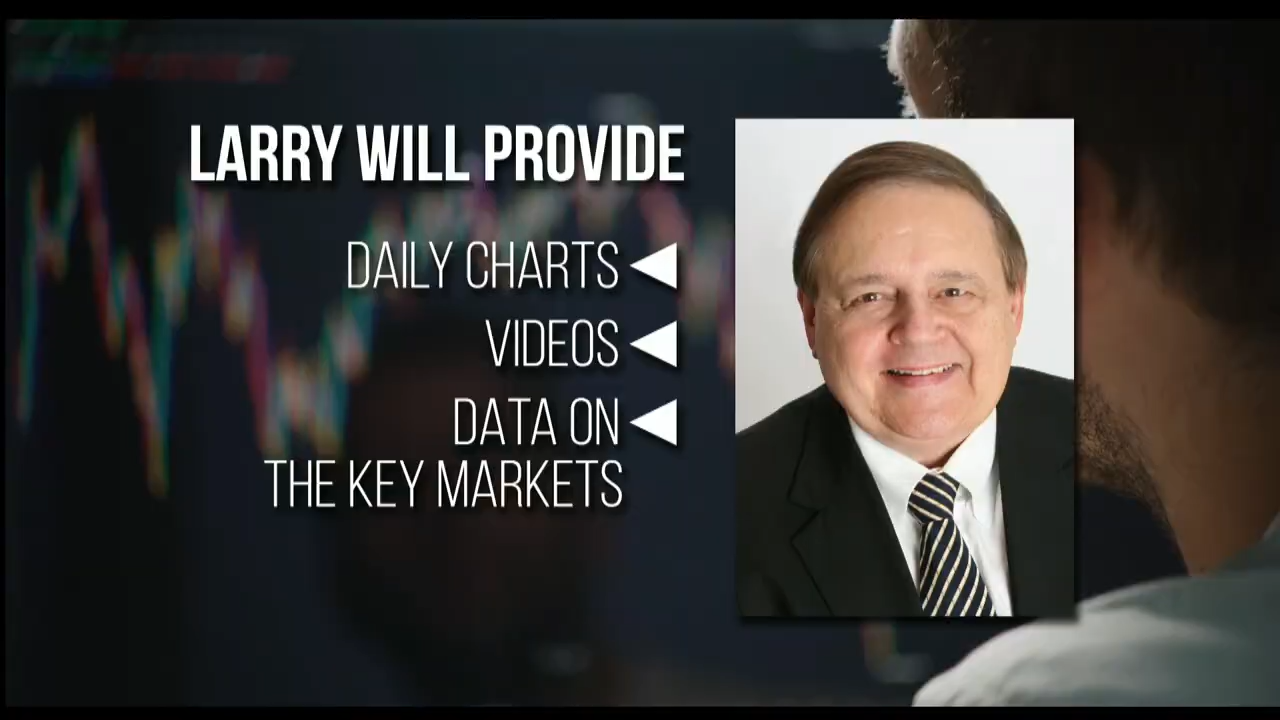 LARRY WILL PROVIDE
DAILY CHARTS
VIDEOS
DATA ON
THE KEY MARKETS